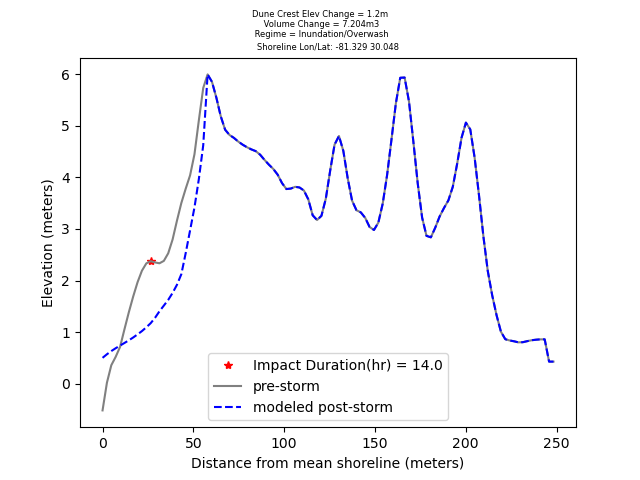 Dune Crest Elev Change = 1.2m
Volume Change = 7.204m3
Regime = Inundation/Overwash
Shoreline Lon/Lat: -81.329 30.048
6
5
4
3
2
1
0
Elevation (meters)
Impact Duration(hr) = 14.0
pre-storm
modeled post-storm
0 50 100 150 200 250
Distance from mean shoreline (meters)